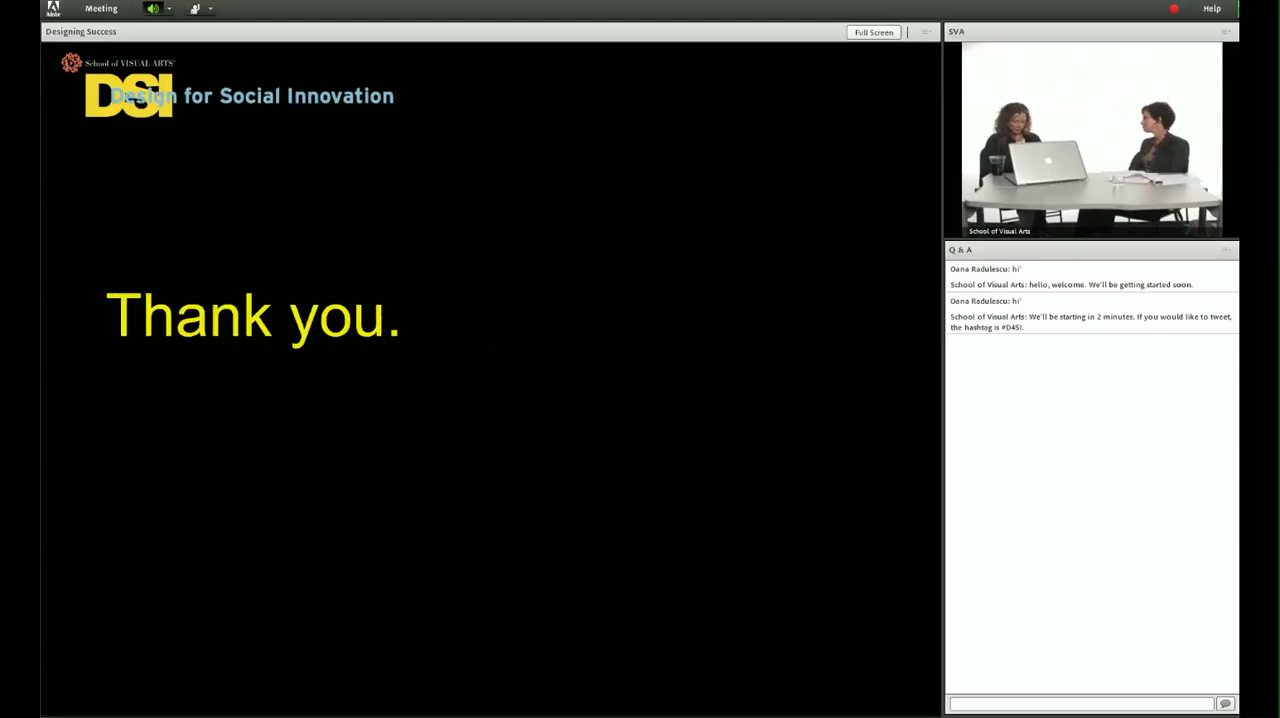 Adobe
Meeting
Help
Designing Success
Full Screen
School of VISUAL ARTS
DSI
Design for Social Innovation
Thank you.
SVA
School of Visual Arts
Q & A
Oana Radulescu: hi'
School of Visual Arts: hello, welcome. We'll be getting started soon.
Oana Radulescu: hi'
School of Visual Arts: We'll be starting in 2 minutes. If you would like to tweet,
the hashtag is #D4SI.